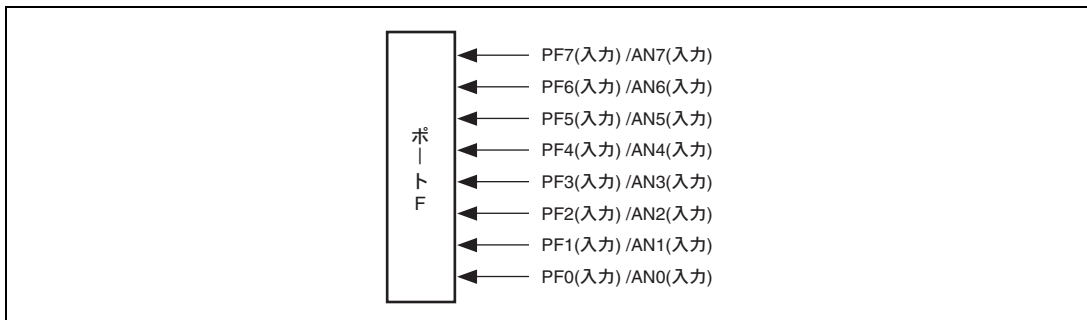 ポートF
PF7(入力) /AN7(入力)
PF6(入力) /AN6(入力)
PF5(入力) /AN5(入力)
PF4(入力) /AN4(入力)
PF3(入力) /AN3(入力)
PF2(入力) /AN2(入力)
PF1(入力) /AN1(入力)
PF0(入力) /AN0(入力)